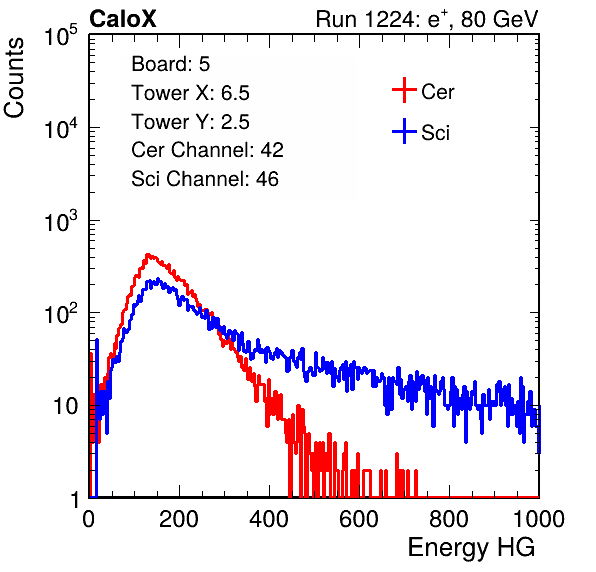 CaloX Run 1224: e⁺, 80 GeV
Counts
10⁵
10⁴
10³
10²
10
1
Board: 5
Tower X: 6.5
Tower Y: 2.5
Cer Channel: 42
Sci Channel: 46
Cer
Sci
0 200 400 600 800 1000
Energy HG